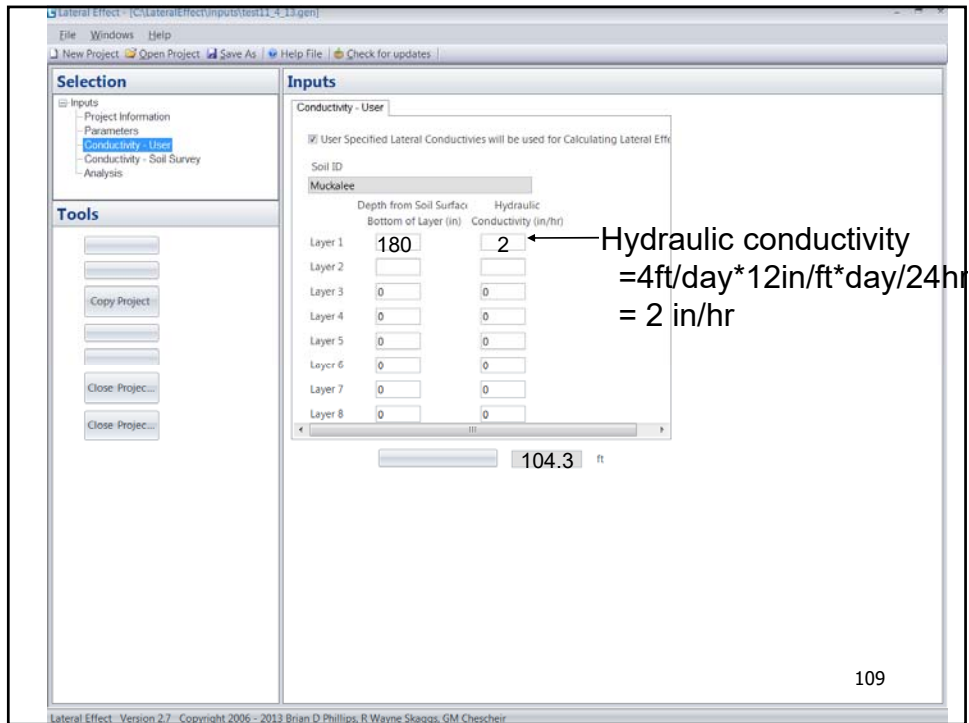 Lateral Effect - [C:\LateralEffect\Inputs\test11_4_13.gen]
File Windows Help
New Project Open Project Save As Help File Check for updates
Selection
Inputs
Project Information
Parameters
Conductivity - User
Conductivity - Soil Survey
Analysis
Tools
Copy Project
Close Projec...
Close Projec...
Inputs
Conductivity - User
User Specified Lateral Conductivies will be used for Calculating Lateral Effe
Soil ID
Muckalee
Depth from Soil Surface Hydraulic
Bottom of Layer (in) Conductivity (in/hr)
Layer 1 180 2
Layer 2
Layer 3 0 0
Layer 4 0 0
Layer 5 0 0
Layer 6 0 0
Layer 7 0 0
Layer 8 0 0
104.3 ft
Hydraulic conductivity
=4ft/day*12in/ft*day/24hr
= 2 in/hr
109
Lateral Effect Version 2.7 Copyright 2006 - 2013 Brian D Phillips, R Wayne Skaggs, GM Chescheir